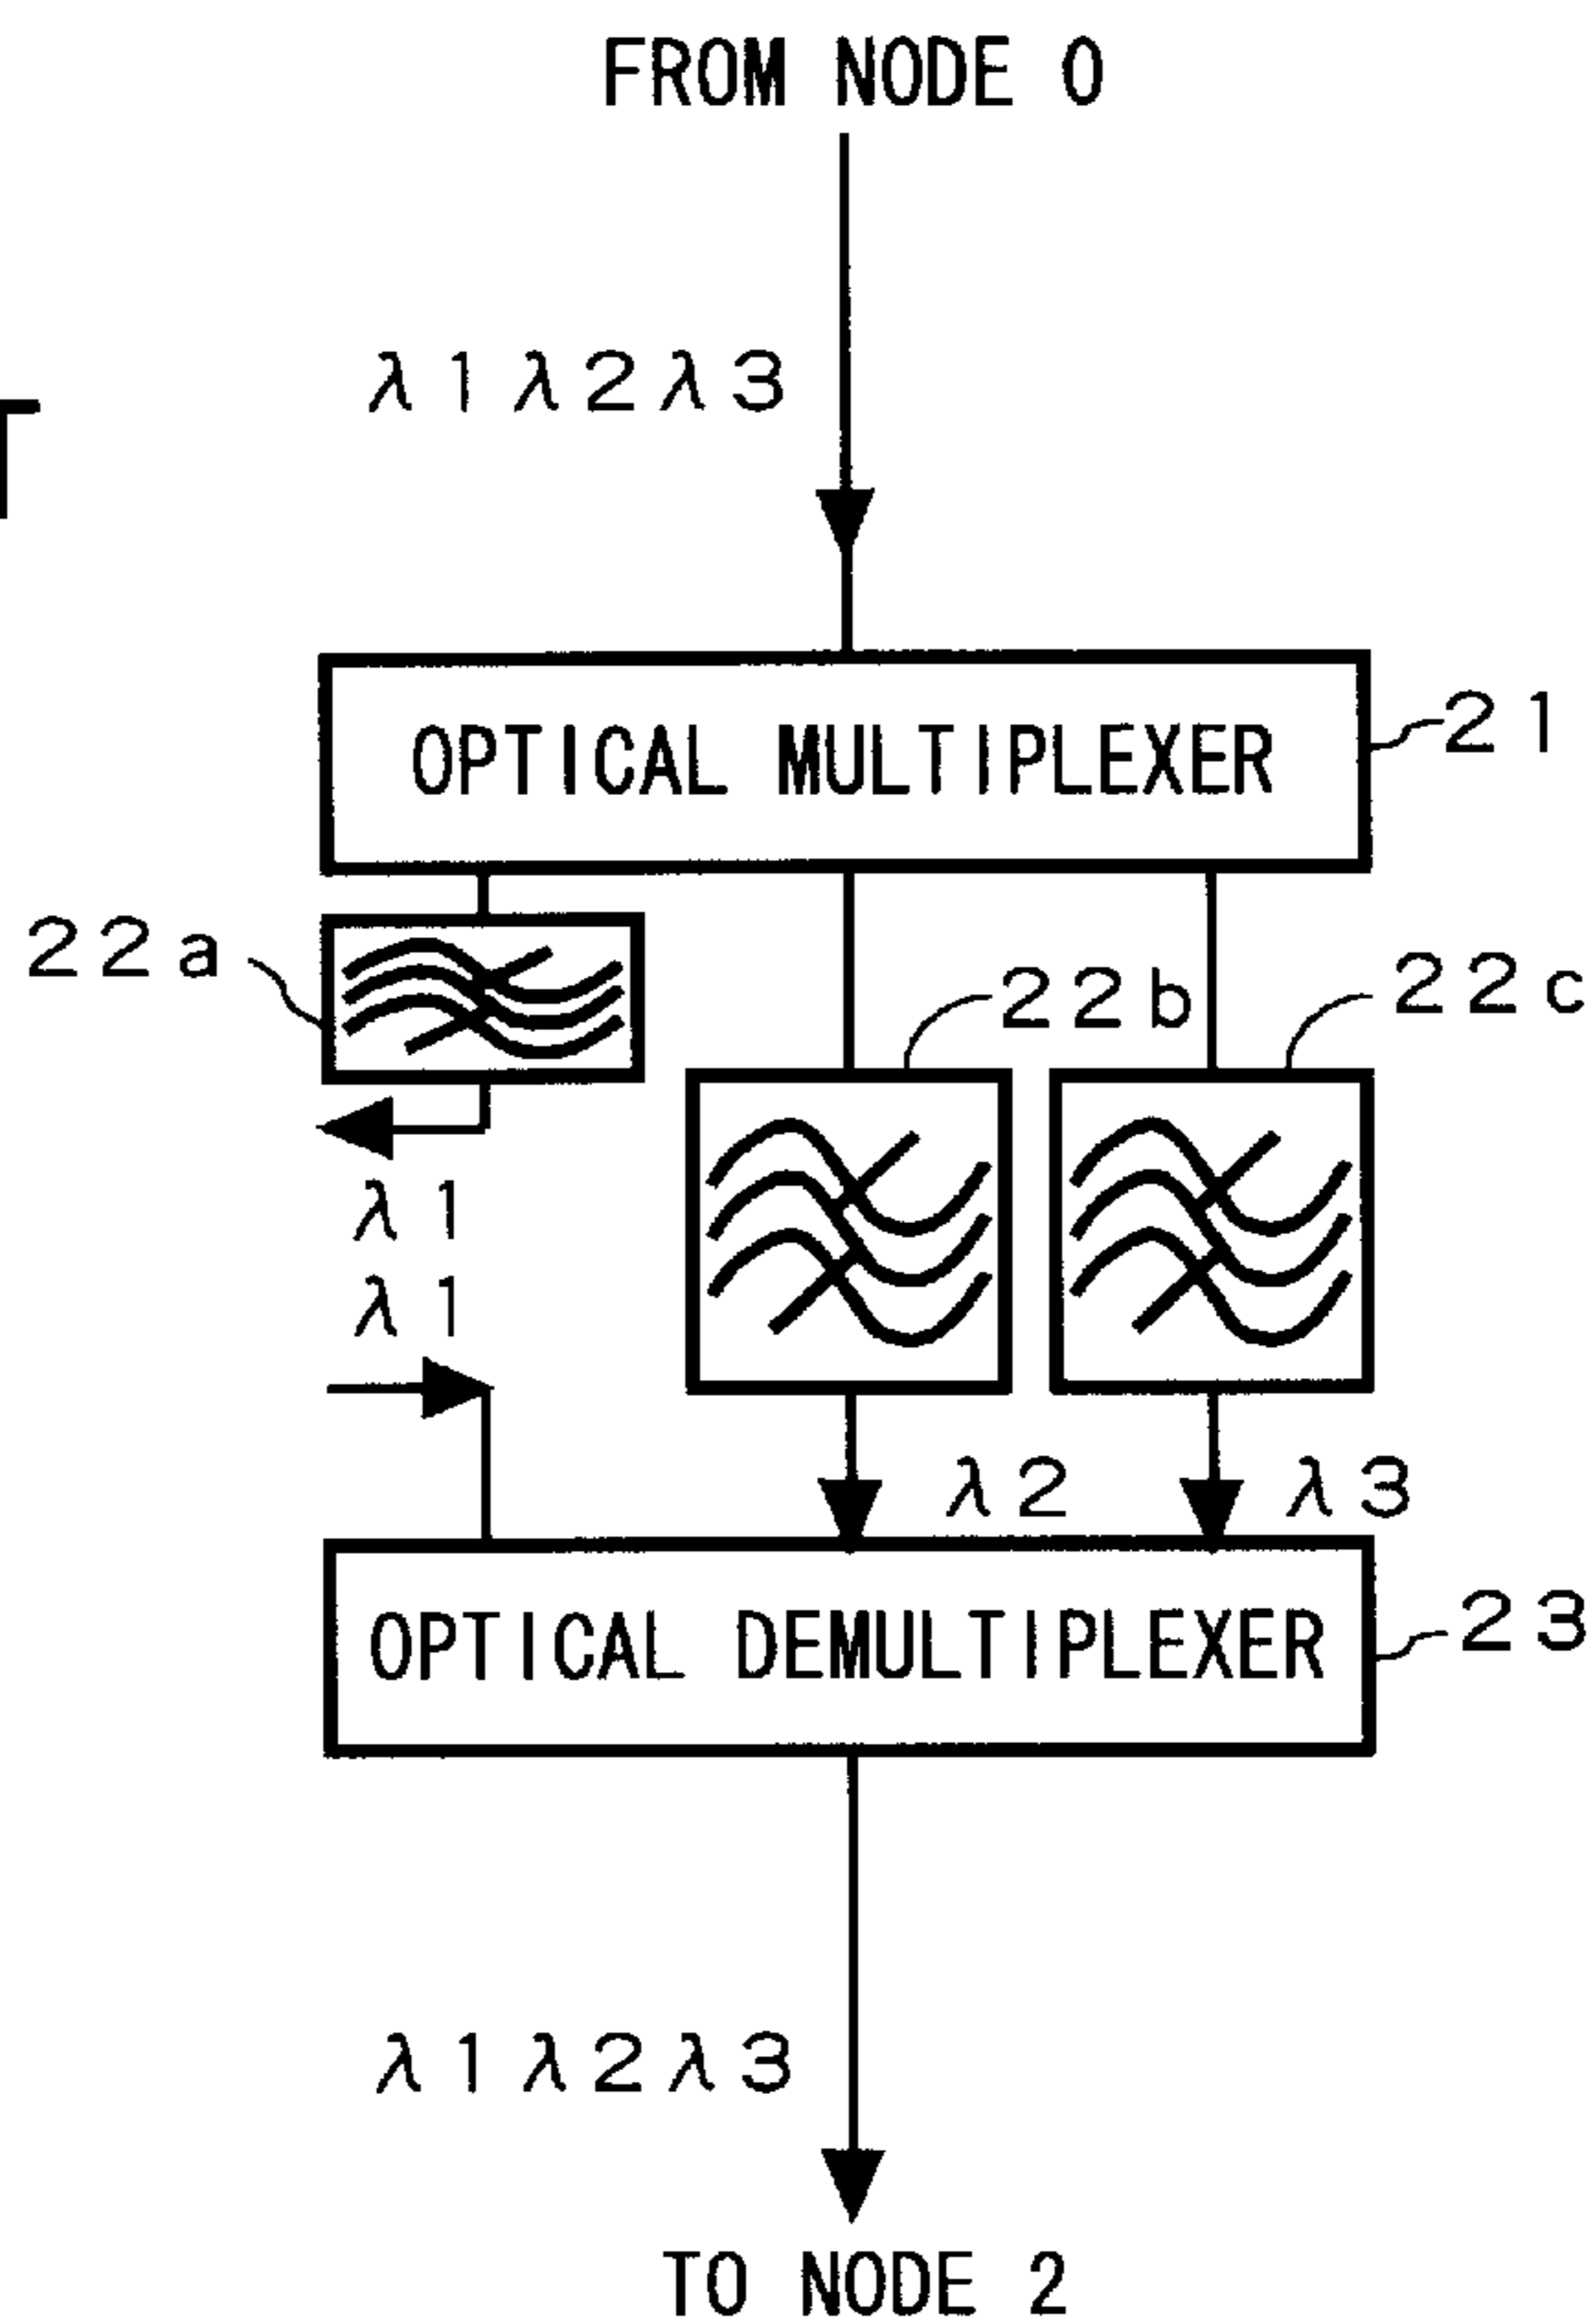 FROM NODE 0
λ1λ2λ3
T
OPTICAL MULTIPLEXER
21
22a
22b
22c
λ1
λ1
λ2
λ3
OPTICAL DEMULTIPLEXER
23
λ1λ2λ3
TO NODE 2